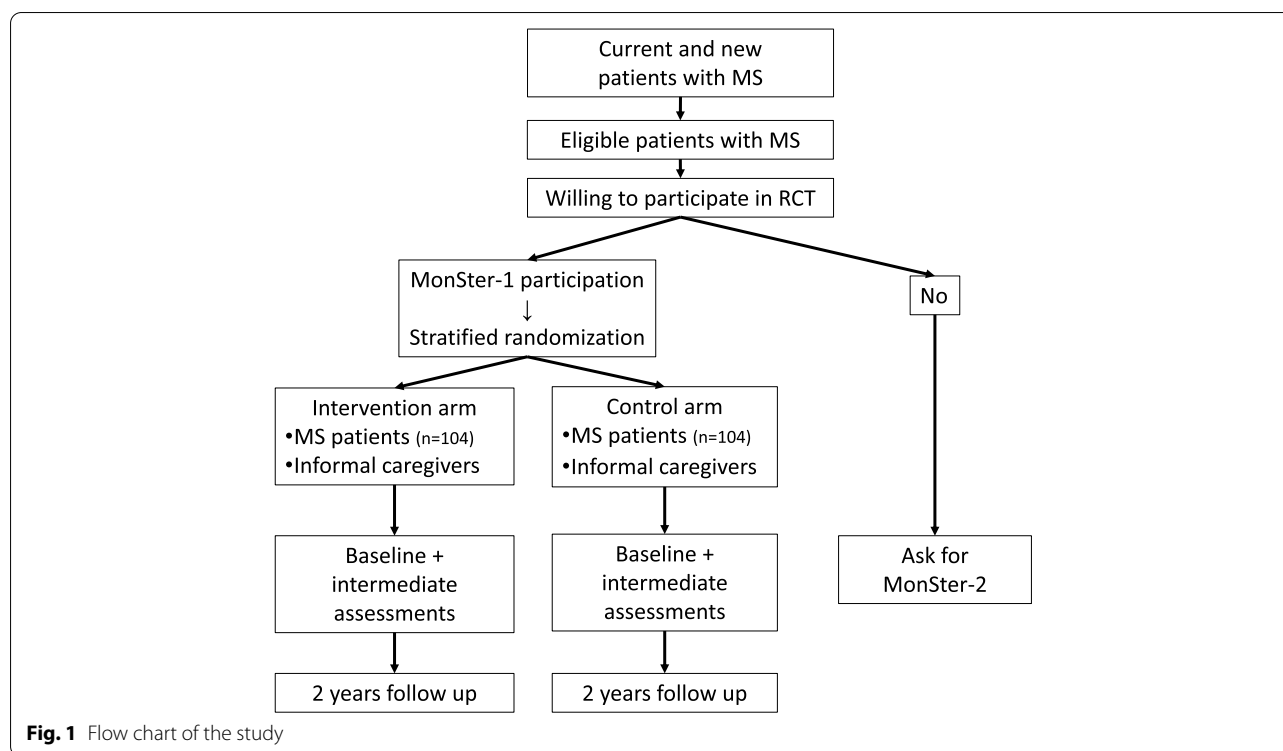 Current and new
patients with MS
Eligible patients with MS
Willing to participate in RCT
MonSter-1 participation
↓
Stratified randomization
No
Intervention arm
•MS patients (n=104)
•Informal caregivers
Control arm
•MS patients (n=104)
•Informal caregivers
Baseline +
intermediate
assessments
Baseline +
intermediate
assessments
Ask for
MonSter-2
2 years follow up
2 years follow up
Fig. 1 Flow chart of the study